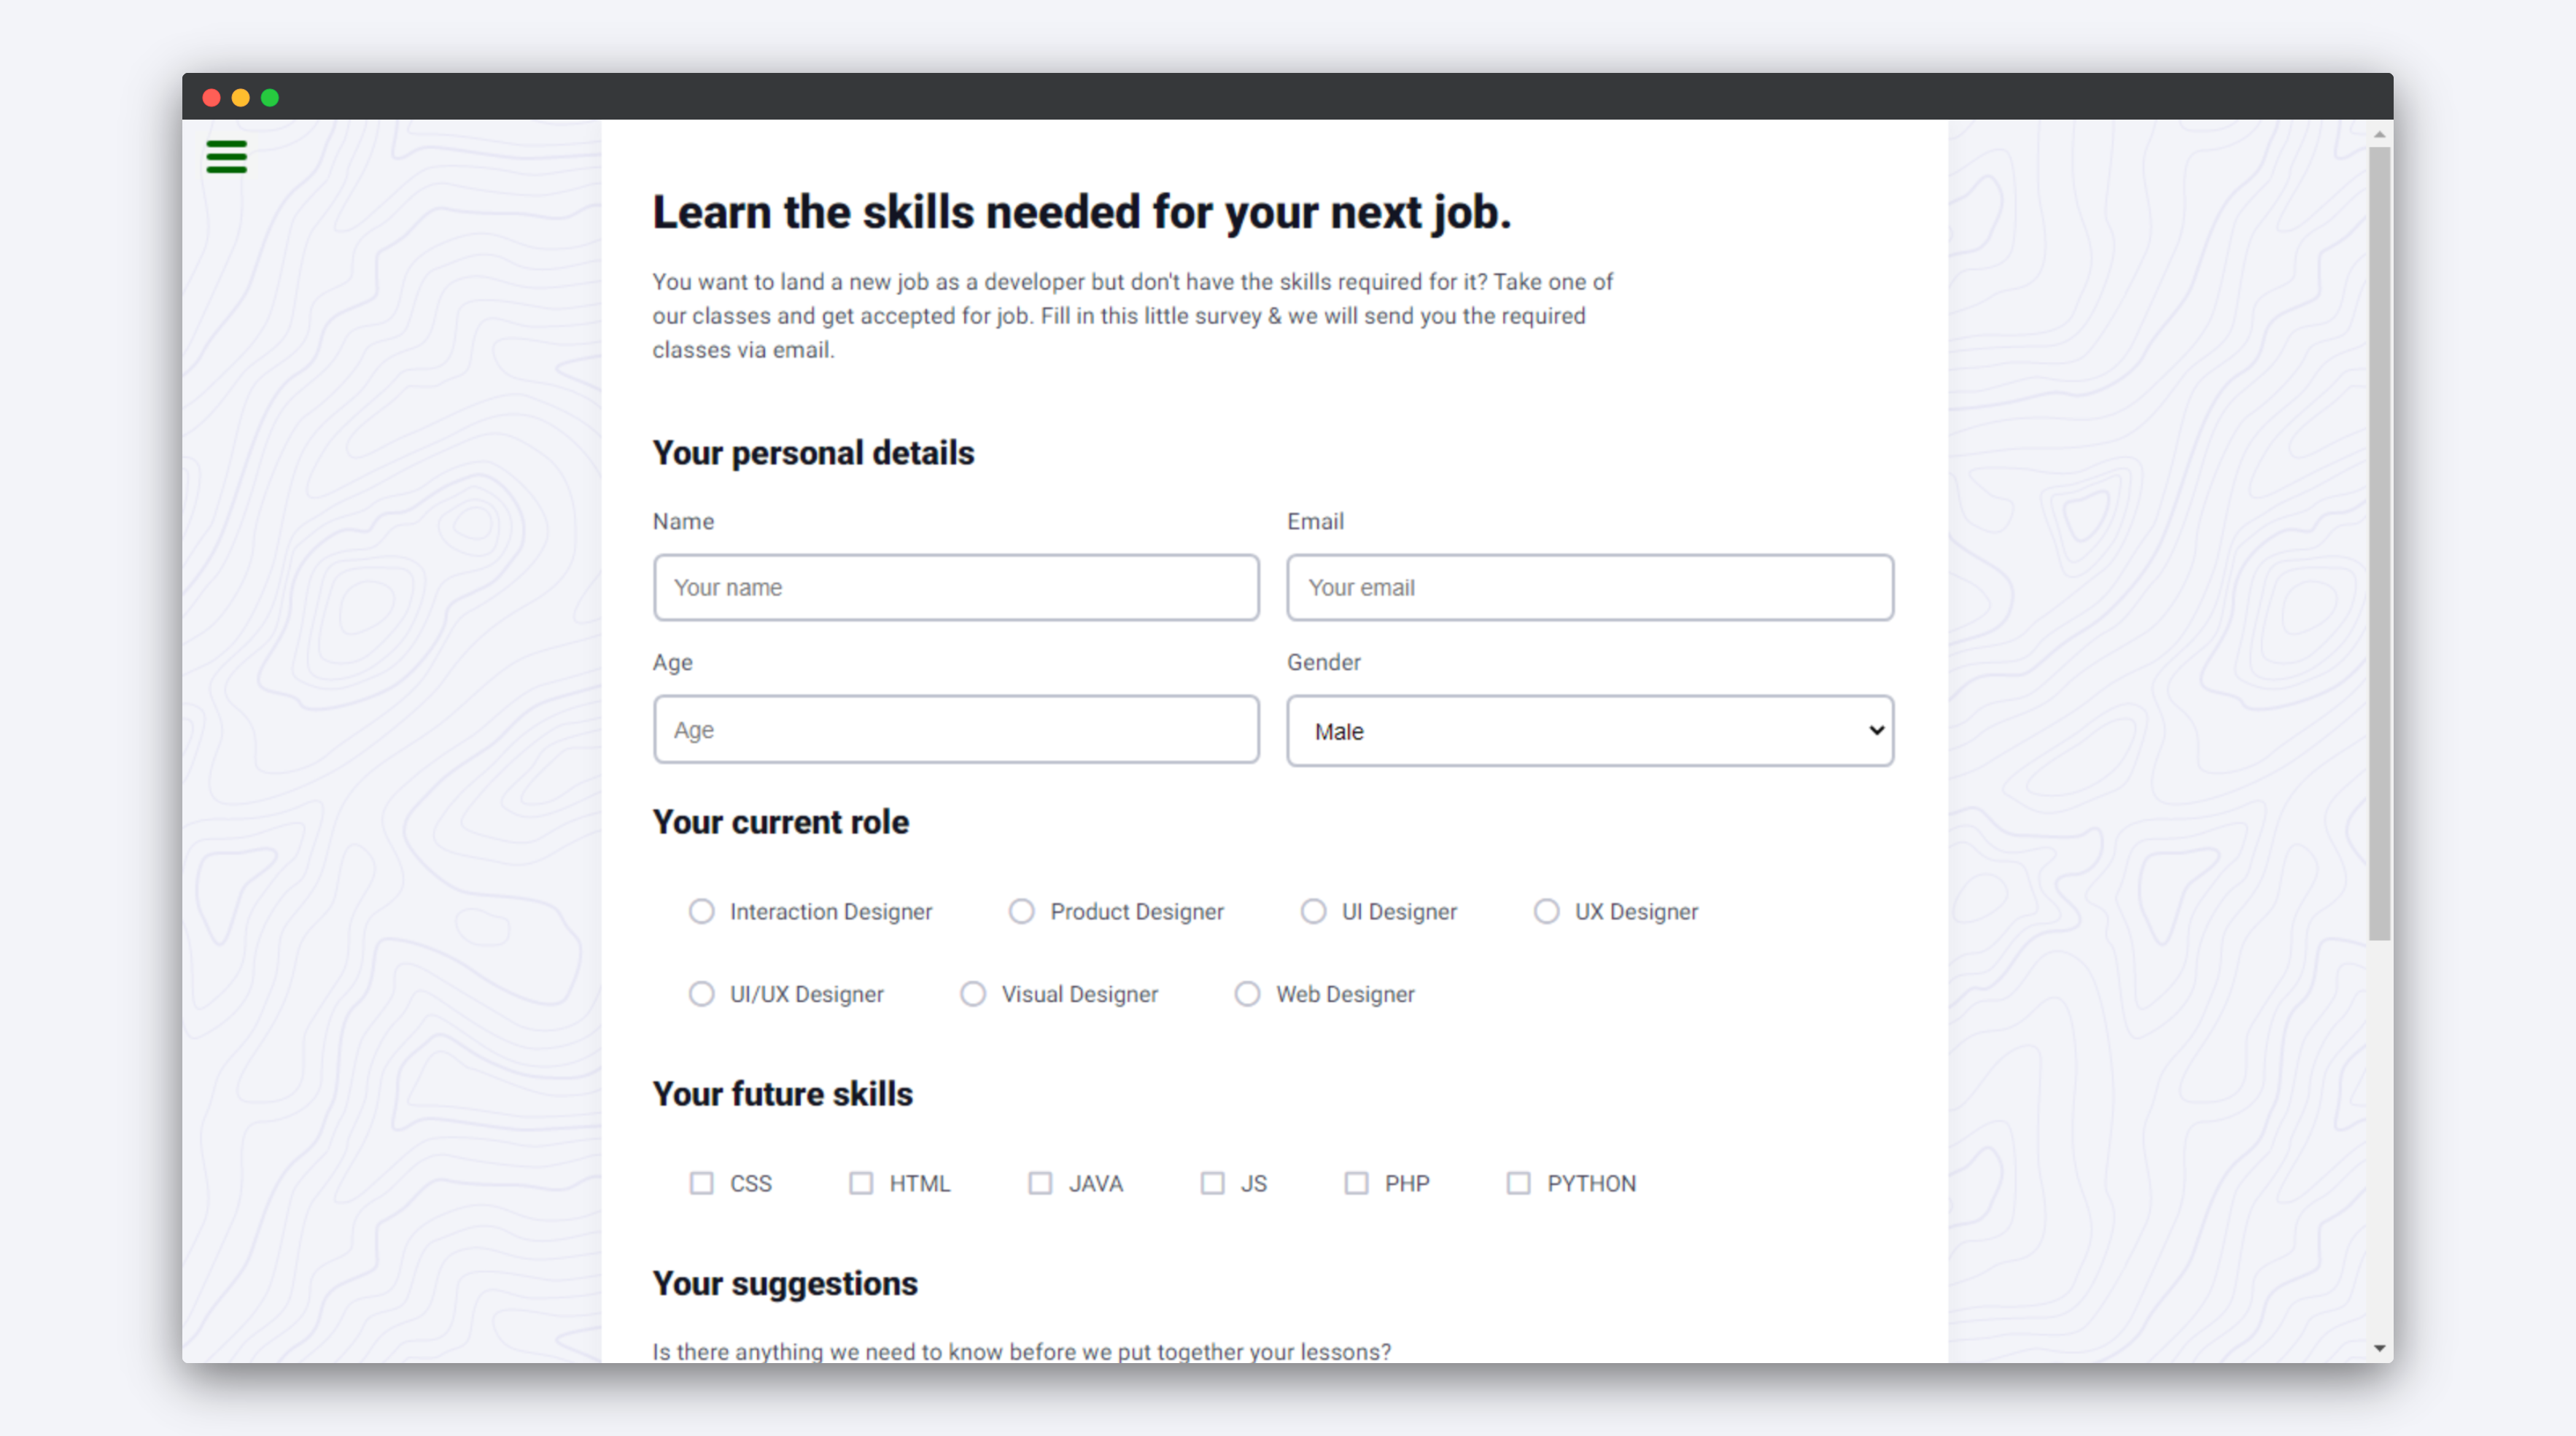 Learn the skills needed for your next job.
You want to land a new job as a developer but don't have the skills required for it? Take one of
our classes and get accepted for job. Fill in this little survey & we will send you the required
classes via email.
Your personal details
Name
Email
Your name
Your email
Age
Gender
Age
Male
Your current role
Interaction Designer
Product Designer
UI Designer
UX Designer
UI/UX Designer
Visual Designer
Web Designer
Your future skills
CSS
HTML
JAVA
JS
PHP
PYTHON
Your suggestions
Is there anything we need to know before we put together your lessons?